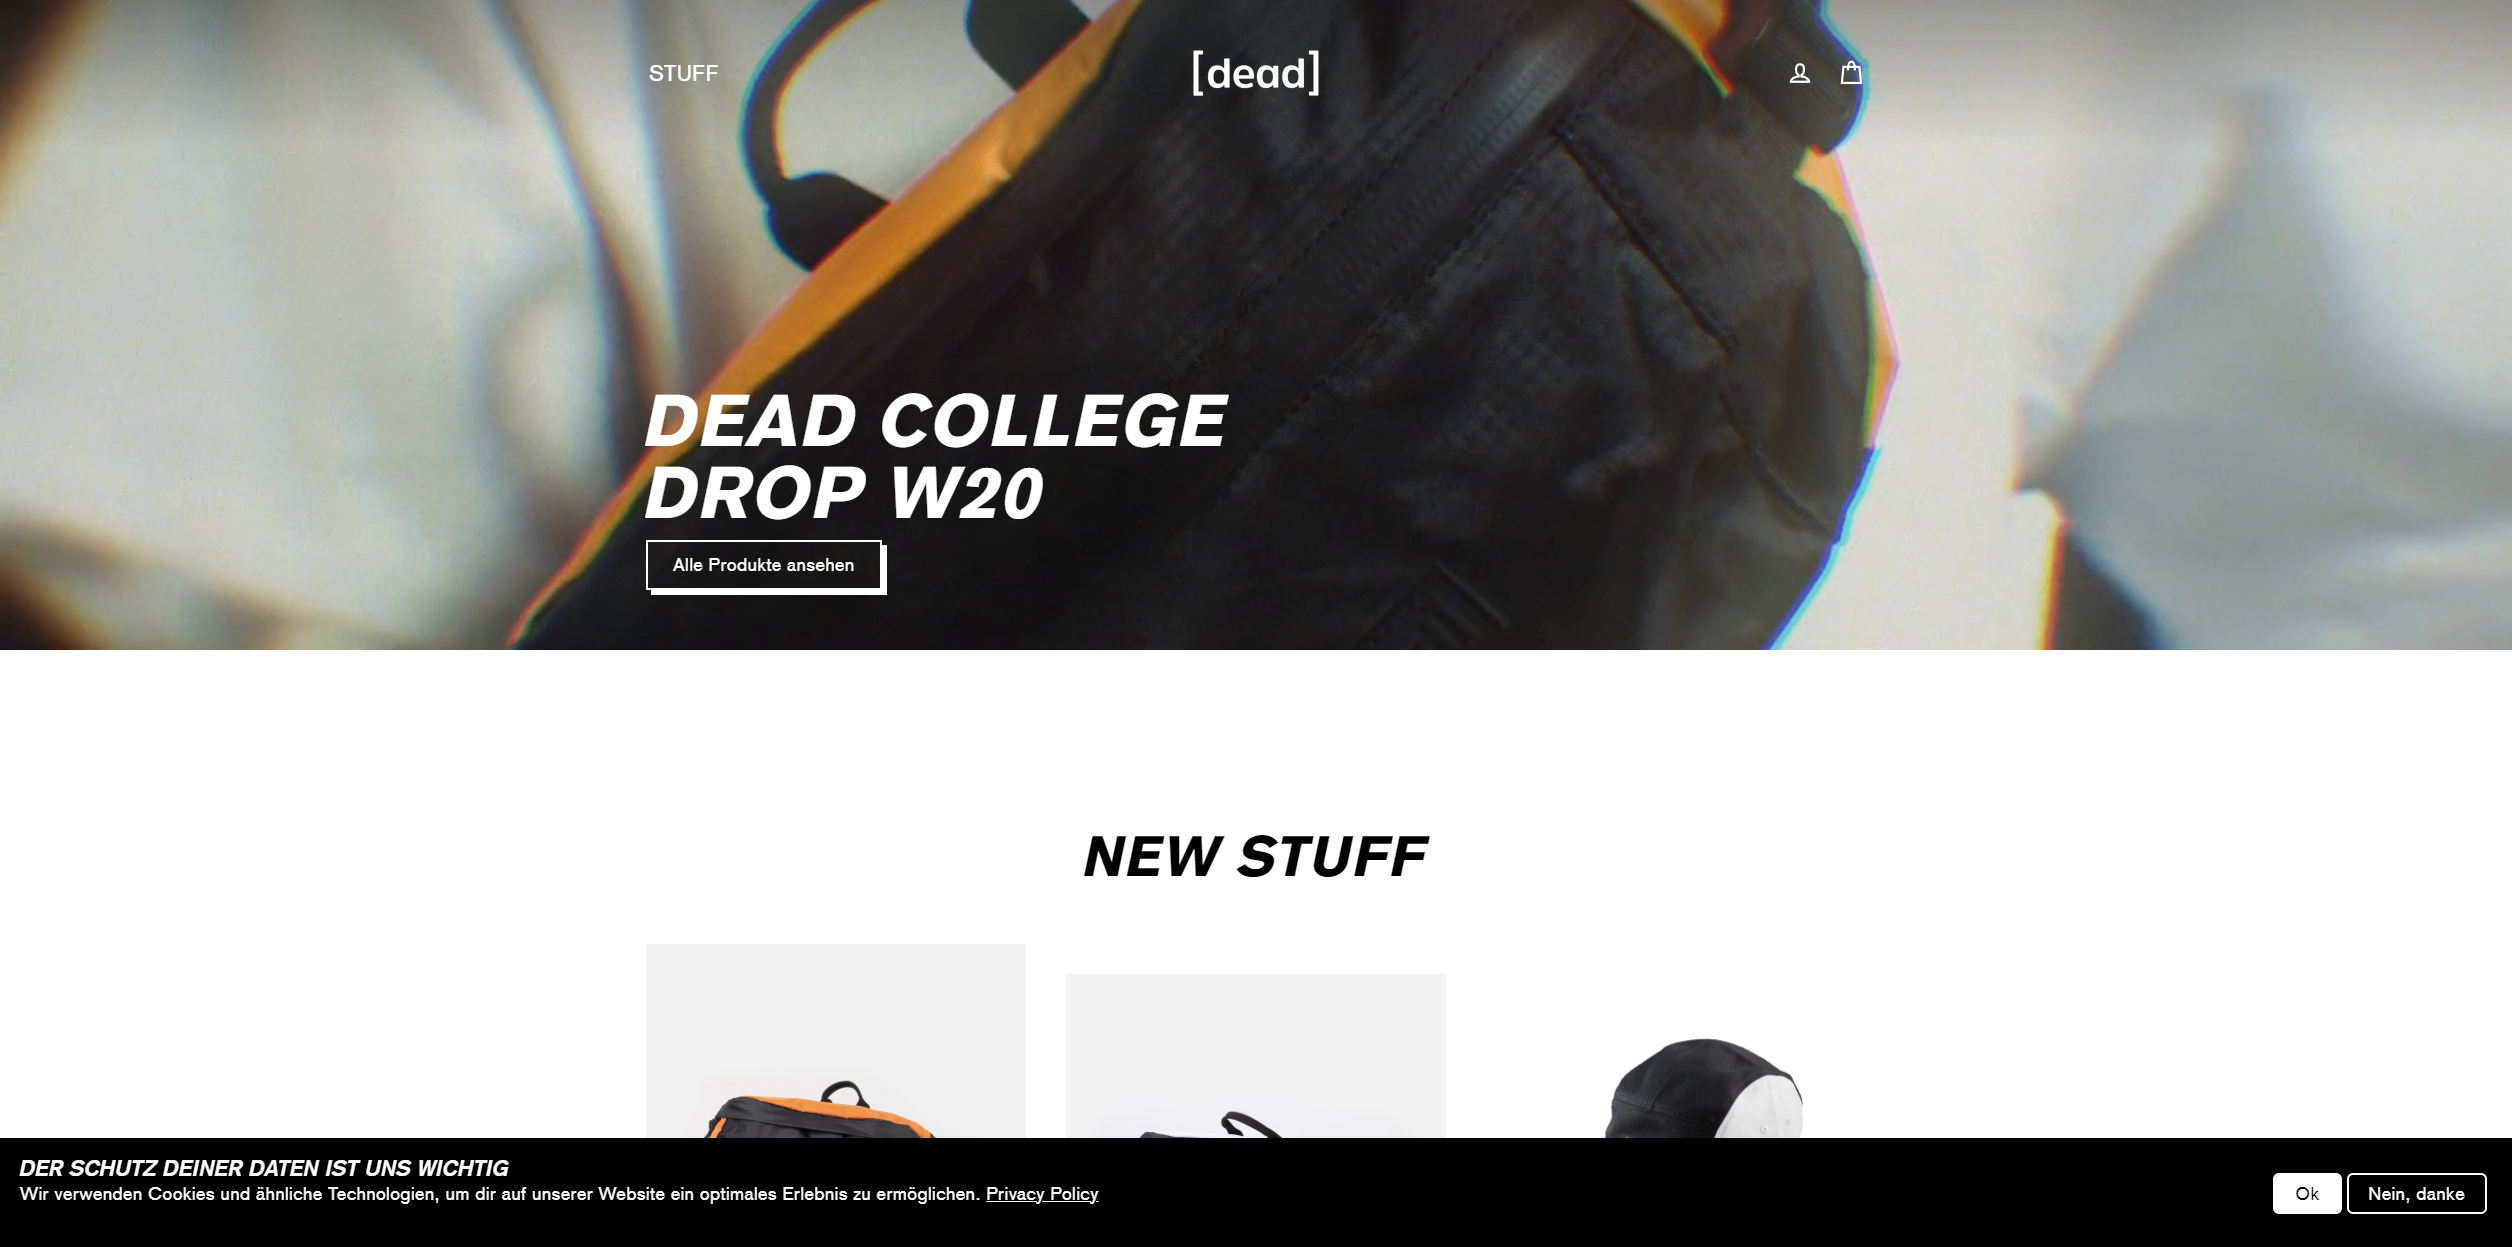 STUFF
[dead]
DEAD COLLEGE
DROP W20
Alle Produkte ansehen
NEW STUFF
DER SCHUTZ DEINER DATEN IST UNS WICHTIG
Wir verwenden Cookies und ähnliche Technologien, um dir auf unserer Website ein optimales Erlebnis zu ermöglichen. Privacy Policy
Ok
Nein, danke